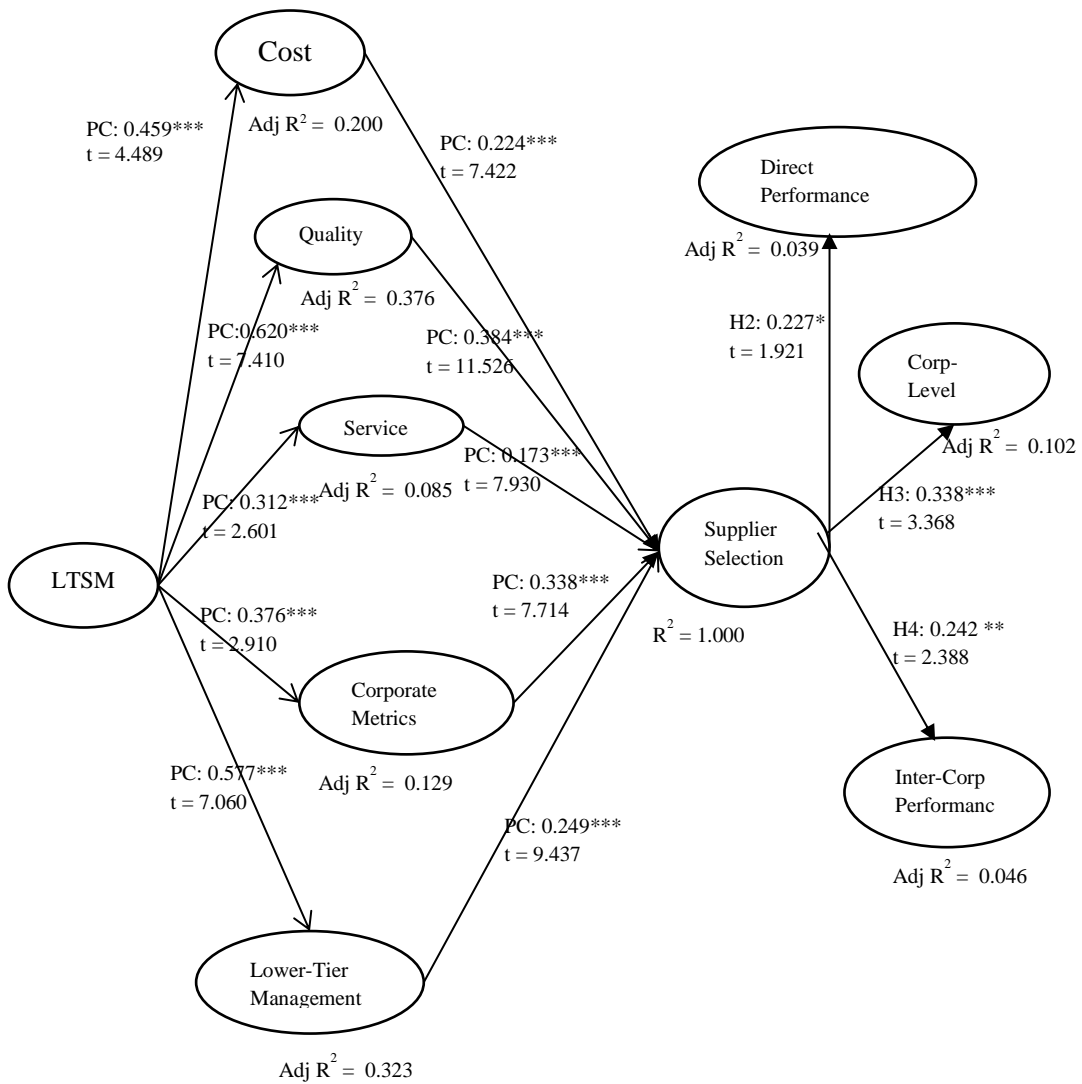 Cost
PC: 0.459***
t = 4.489
Adj R² = 0.200
PC: 0.224***
t = 7.422
Direct
Performance
Adj R² = 0.039
Quality
Adj R² = 0.376
PC:0.620***
t = 7.410
PC:0.384***
t = 11.526
H2: 0.227*
t = 1.921
Corp-
Level
Adj R² = 0.102
Service
Adj R² = 0.085
PC: 0.173***
t = 7.930
PC: 0.312***
t = 2.601
H3: 0.338***
t = 3.368
Supplier
Selection
R² = 1.000
LTSM
PC: 0.376***
t = 2.910
PC: 0.338***
t = 7.714
H4: 0.242 **
t = 2.388
Corporate
Metrics
Adj R² = 0.129
PC: 0.577***
t = 7.060
Inter-Corp
Performanc
Adj R² = 0.046
PC: 0.249***
t = 9.437
Lower-Tier
Management
Adj R² = 0.323